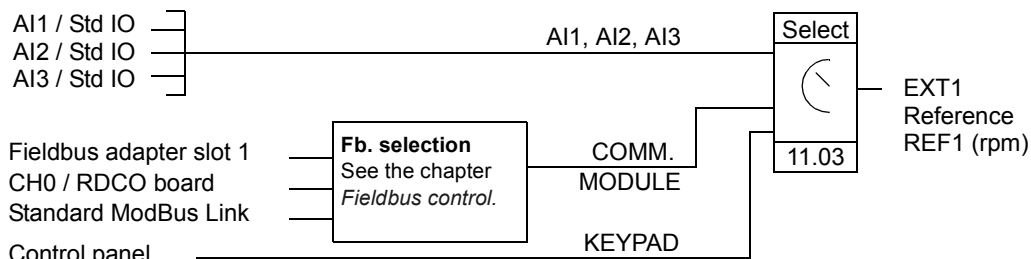 AI1 / Std IO
AI2 / Std IO
AI3 / Std IO
AI1, AI2, AI3
Select
EXT1
Reference
REF1 (rpm)
11.03
Fieldbus adapter slot 1
CH0 / RDCO board
Standard ModBus Link
Fb. selection
See the chapter
Fieldbus control.
COMM.
MODULE
KEYPAD
Control panel